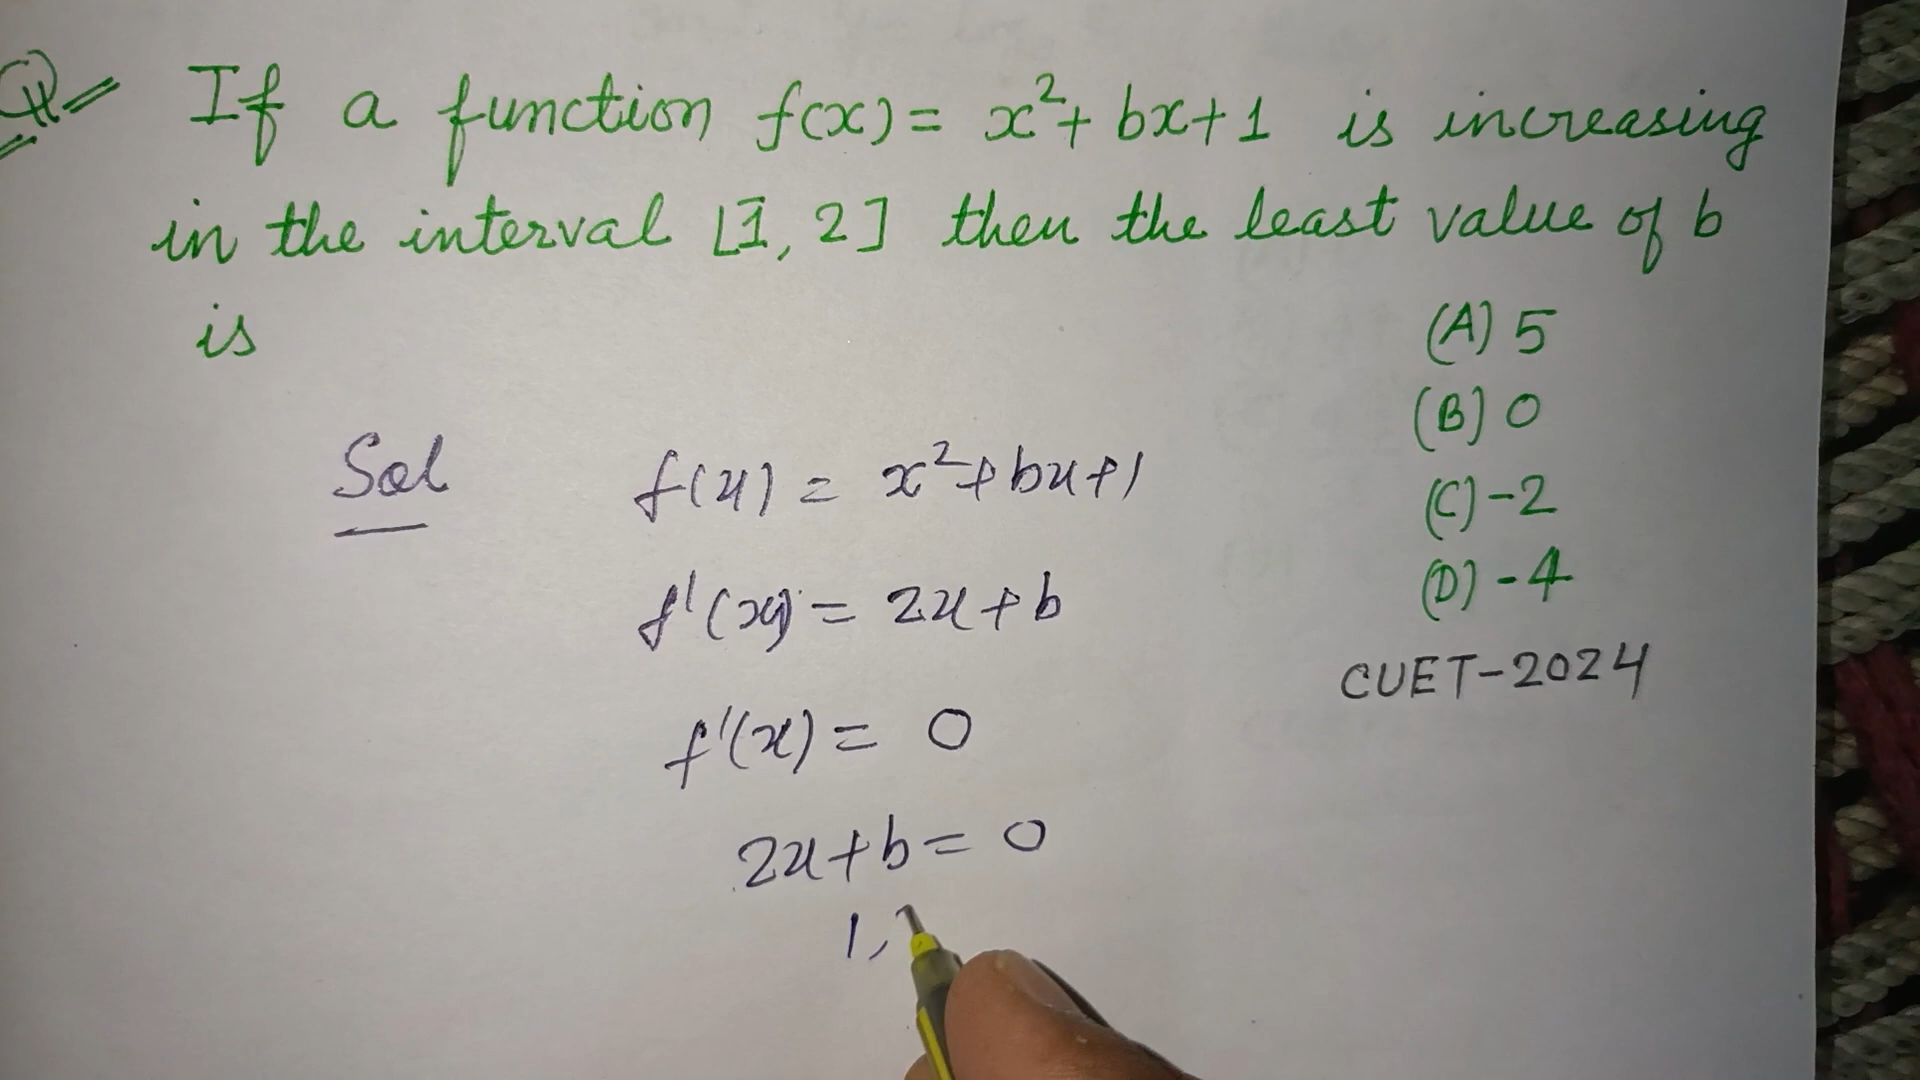 Q= If a function f(x) = x²+ bx+1 is increasing
in the interval [1, 2] then the least value of b
is
(A) 5
(B) 0
(C) -2
(D) -4
CUET-2024
Sol f(x) = x²+bx+1
f'(x) = 2x+b
f'(x) = 0
2x+b = 0
1,